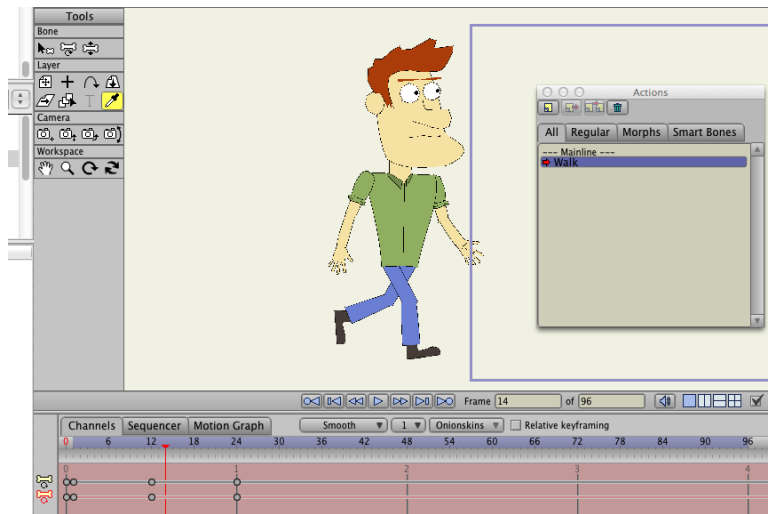 Tools
Bone
Layer
T
Camera
Workspace
Actions
All Regular Morphs Smart Bones
--- Mainline ---
Walk
Frame 14 of 96
Channels Sequencer Motion Graph Smooth 1 Onionskins Relative keyframing
0 6 12 18 24 30 36 42 48 54 60 66 72 78 84 90 96
0 1 2 3 4